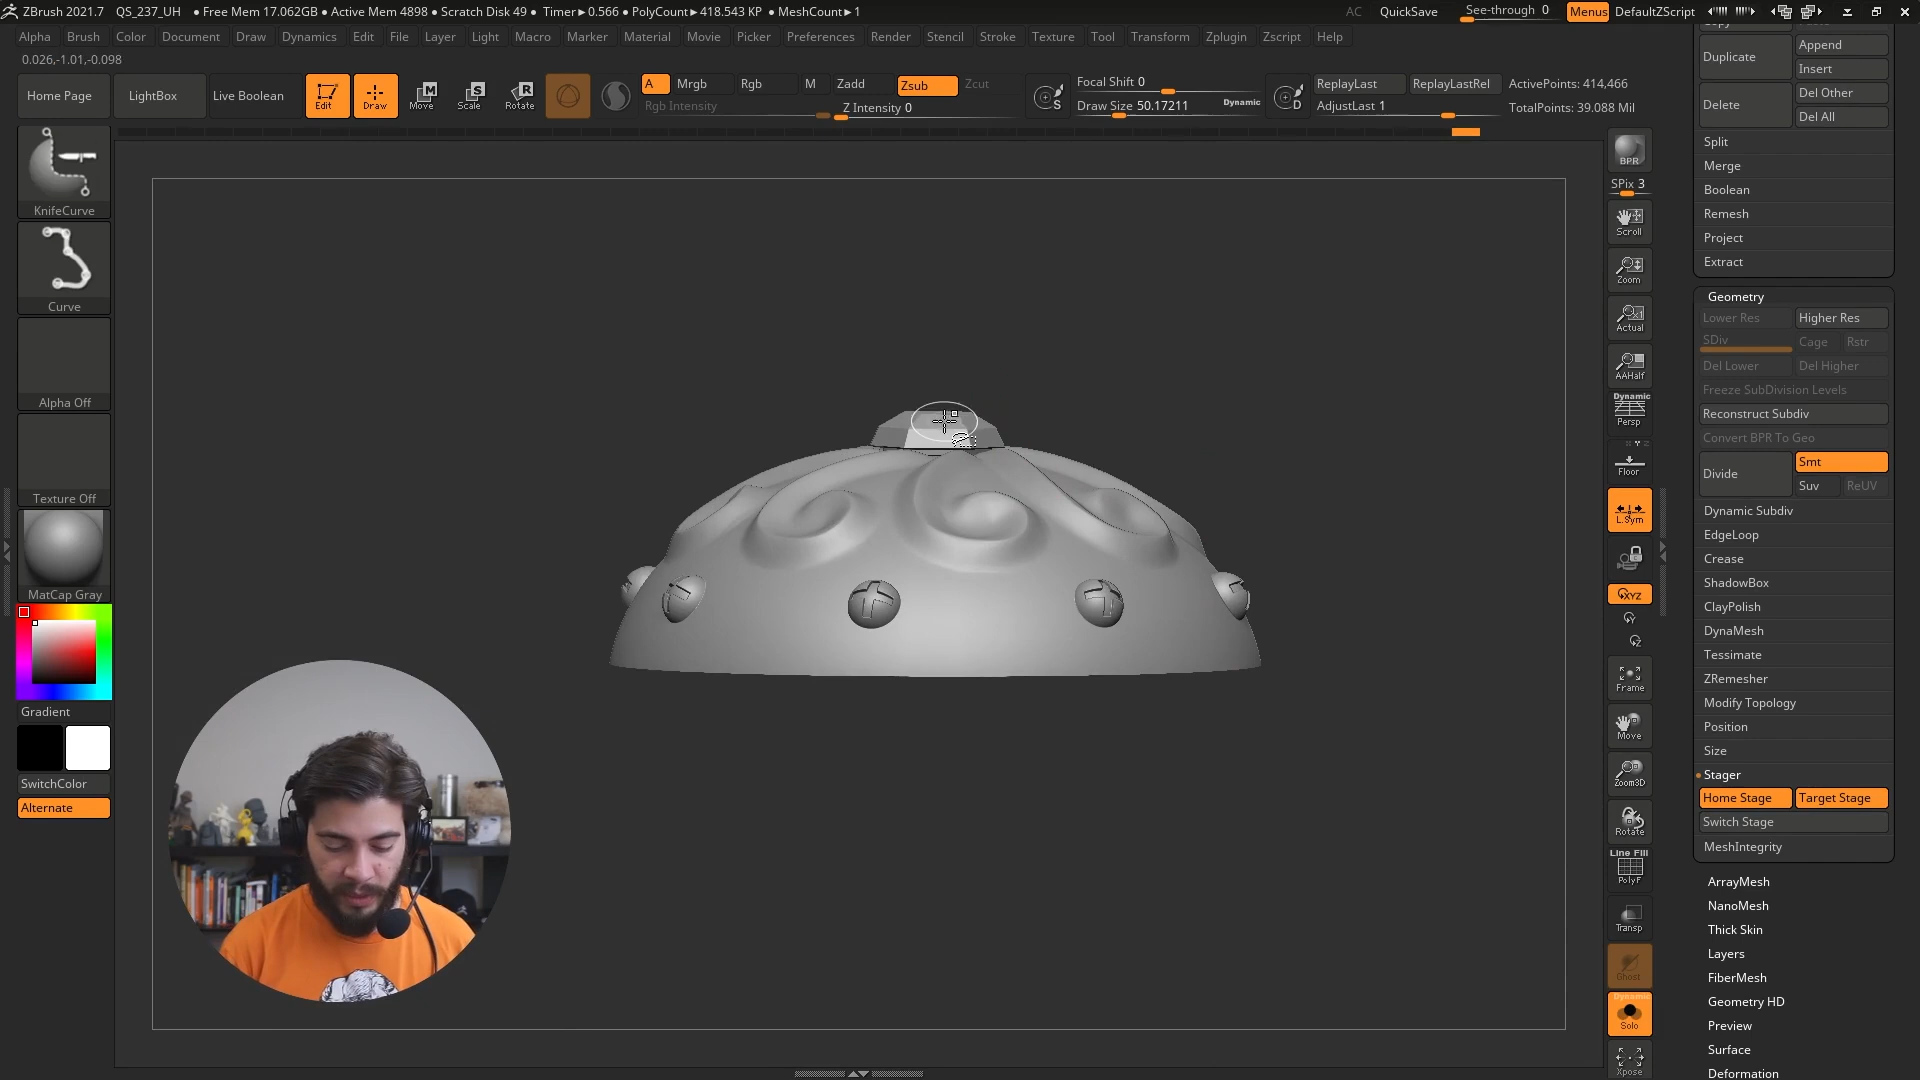 ZBrush 2021.7 QS_237_UH ● Free Mem 17.062GB ● Active Mem 4898 ● Scratch Disk 49 ● Timer►0.566 ● PolyCount►418.543 KP ● MeshCount►1
AC QuickSave See-through 0 Menus DefaultZScript
Alpha Brush Color Document Draw Dynamics Edit File Layer Light Macro Marker Material Movie Picker Preferences Render Stencil Stroke Texture Tool Transform Zplugin Zscript Help
0.026,-1.01,-0.098
Home Page LightBox Live Boolean Edit Draw Move Scale Rotate
A Mrgb Rgb M Zadd Zsub Zcut
Rgb Intensity Z Intensity 0
Focal Shift 0
Draw Size 50.17211 Dynamic
ReplayLast ReplayLastRel ActivePoints: 414,466
AdjustLast 1 TotalPoints: 39.088 Mil
KnifeCurve
Curve
Alpha Off
Texture Off
MatCap Gray
Gradient
SwitchColor
Alternate
BPR
SPix 3
Scroll
Zoom
Actual
AAHalf
Dynamic
Persp
Floor
L.Sym
XYZ
Frame
Move
Zoom3D
Rotate
Line Fill
PolyF
Transp
Ghost
Dynamic
Solo
Xpose
Duplicate Append
Insert
Delete Del Other
Del All
Split
Merge
Boolean
Remesh
Project
Extract
Geometry
Lower Res Higher Res
SDiv Cage Rstr
Del Lower Del Higher
Freeze SubDivision Levels
Reconstruct Subdiv
Convert BPR To Geo
Divide Smt
Suv ReUV
Dynamic Subdiv
EdgeLoop
Crease
ShadowBox
ClayPolish
DynaMesh
Tessimate
ZRemesher
Modify Topology
Position
Size
Stager
Home Stage Target Stage
Switch Stage
MeshIntegrity
ArrayMesh
NanoMesh
Thick Skin
Layers
FiberMesh
Geometry HD
Preview
Surface
Deformation